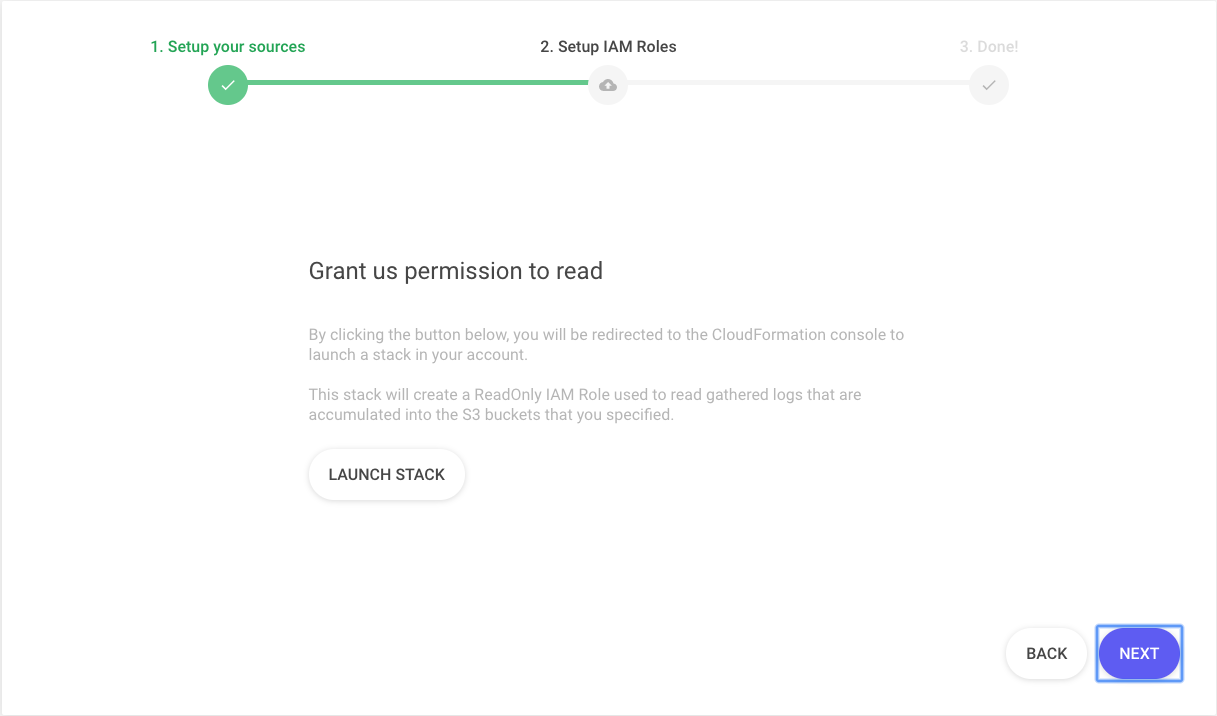 1. Setup your sources
2. Setup IAM Roles
3. Done!
Grant us permission to read
By clicking the button below, you will be redirected to the CloudFormation console to
launch a stack in your account.
This stack will create a ReadOnly IAM Role used to read gathered logs that are
accumulated into the S3 buckets that you specified.
LAUNCH STACK
BACK
NEXT